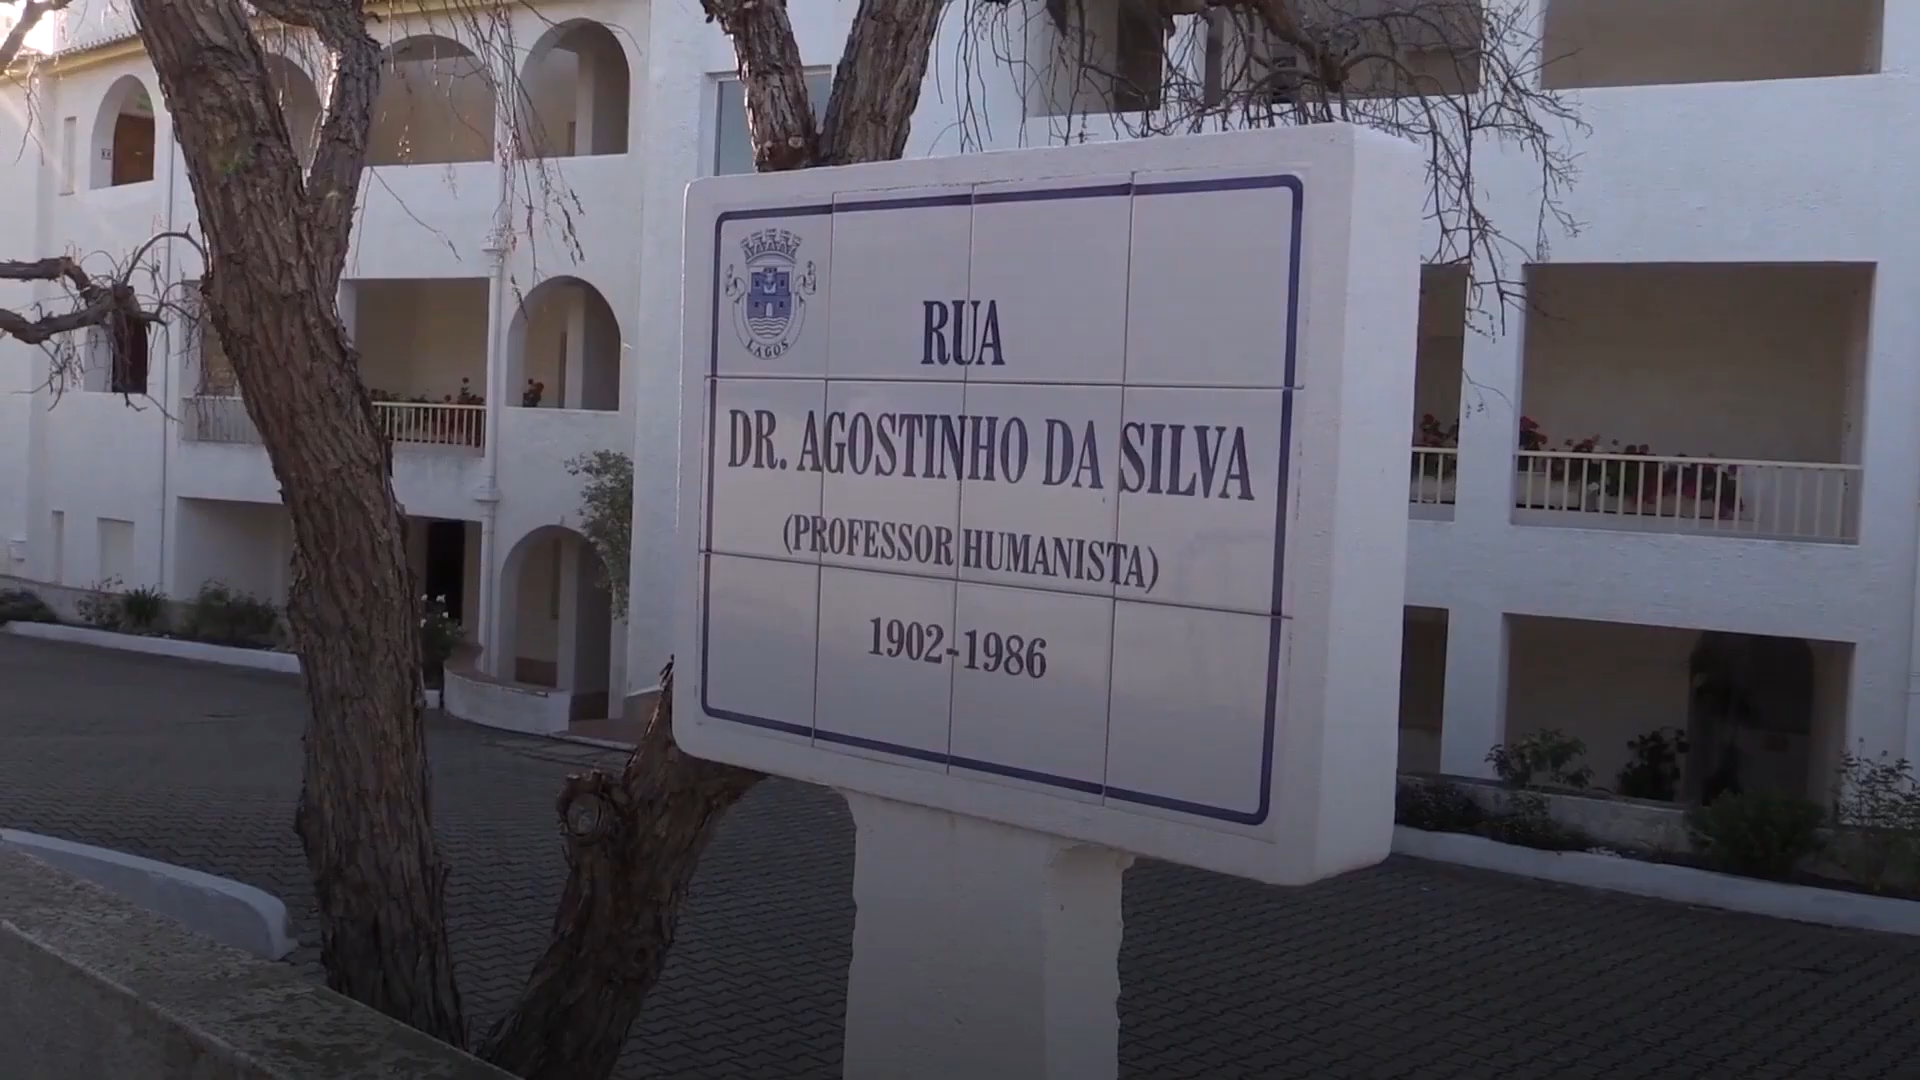 LAGOS
RUA
DR. AGOSTINHO DA SILVA
(PROFESSOR HUMANISTA)
1902-1986